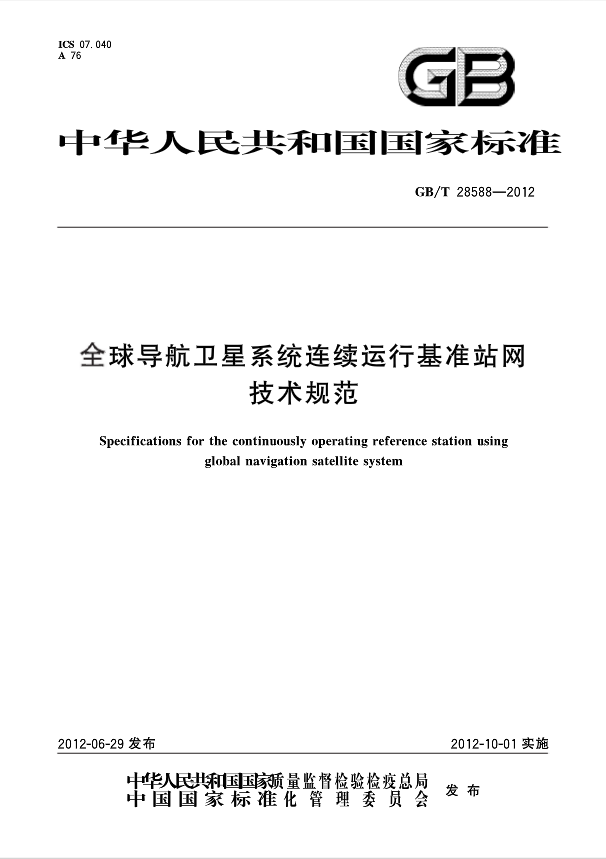 ICS 07.040
A 76
GB
中华人民共和国国家标准
GB/T 28588—2012
全球导航卫星系统连续运行基准站网
技术规范
Specifications for the continuously operating reference station using
global navigation satellite system
2012-06-29 发布
2012-10-01 实施
中华人民共和国国家质量监督检验检疫总局
中国国家标准化管理委员会
发布